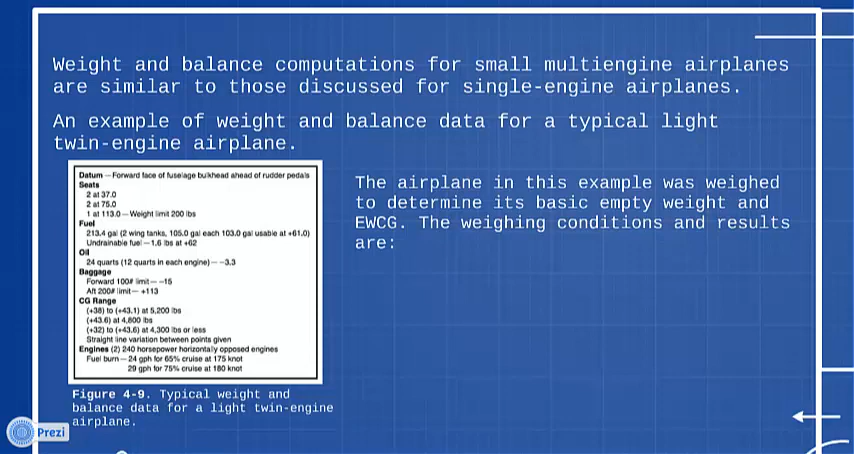 Weight and balance computations for small multiengine airplanes
are similar to those discussed for single-engine airplanes.
An example of weight and balance data for a typical light
twin-engine airplane.
Datum — Forward face of fuselage bulkhead ahead of rudder pedals
Seats
2 at 37.0
2 at 75.0
1 at 113.0 — Weight limit 200 lbs
Fuel
213.4 gal (2 wing tanks, 105.0 gal each 103.0 gal usable at +61.0)
Undrainable fuel — 1.6 lbs at +62
Oil
24 quarts (12 quarts in each engine) — -3.3
Baggage
Forward 100# limit — -15
Aft 200# limit — +113
CG Range
(+38) to (+43.1) at 5,200 lbs
(+43.6) at 4,800 lbs
(+32) to (+43.6) at 4,300 lbs or less
Straight line variation between points given
Engines (2) 240 horsepower horizontally opposed engines
Fuel burn — 24 gph for 65% cruise at 175 knot
29 gph for 75% cruise at 180 knot
Figure 4-9. Typical weight and
balance data for a light twin-engine
airplane.
The airplane in this example was weighed
to determine its basic empty weight and
EWCG. The weighing conditions and results
are:
Prezi